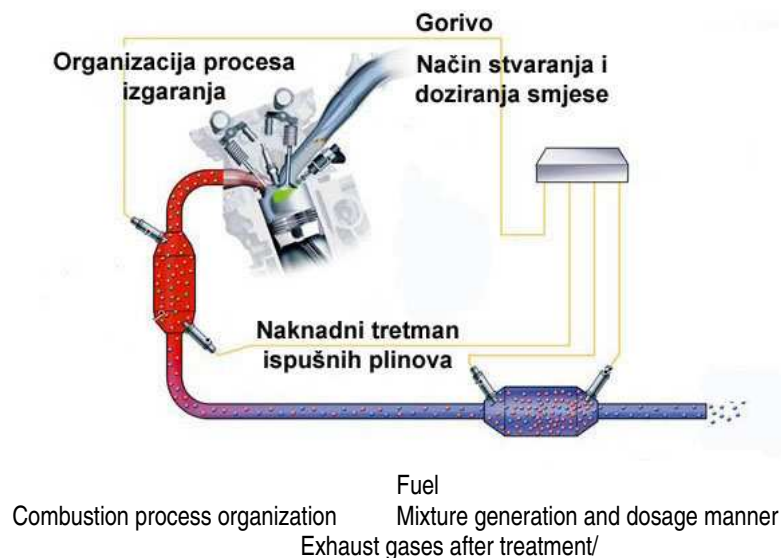 Gorivo
Organizacija procesa
izgaranja
Način stvaranja i
doziranja smjese
Naknadni tretman
ispušnih plinova
Fuel
Combustion process organization Mixture generation and dosage manner
Exhaust gases after treatment/